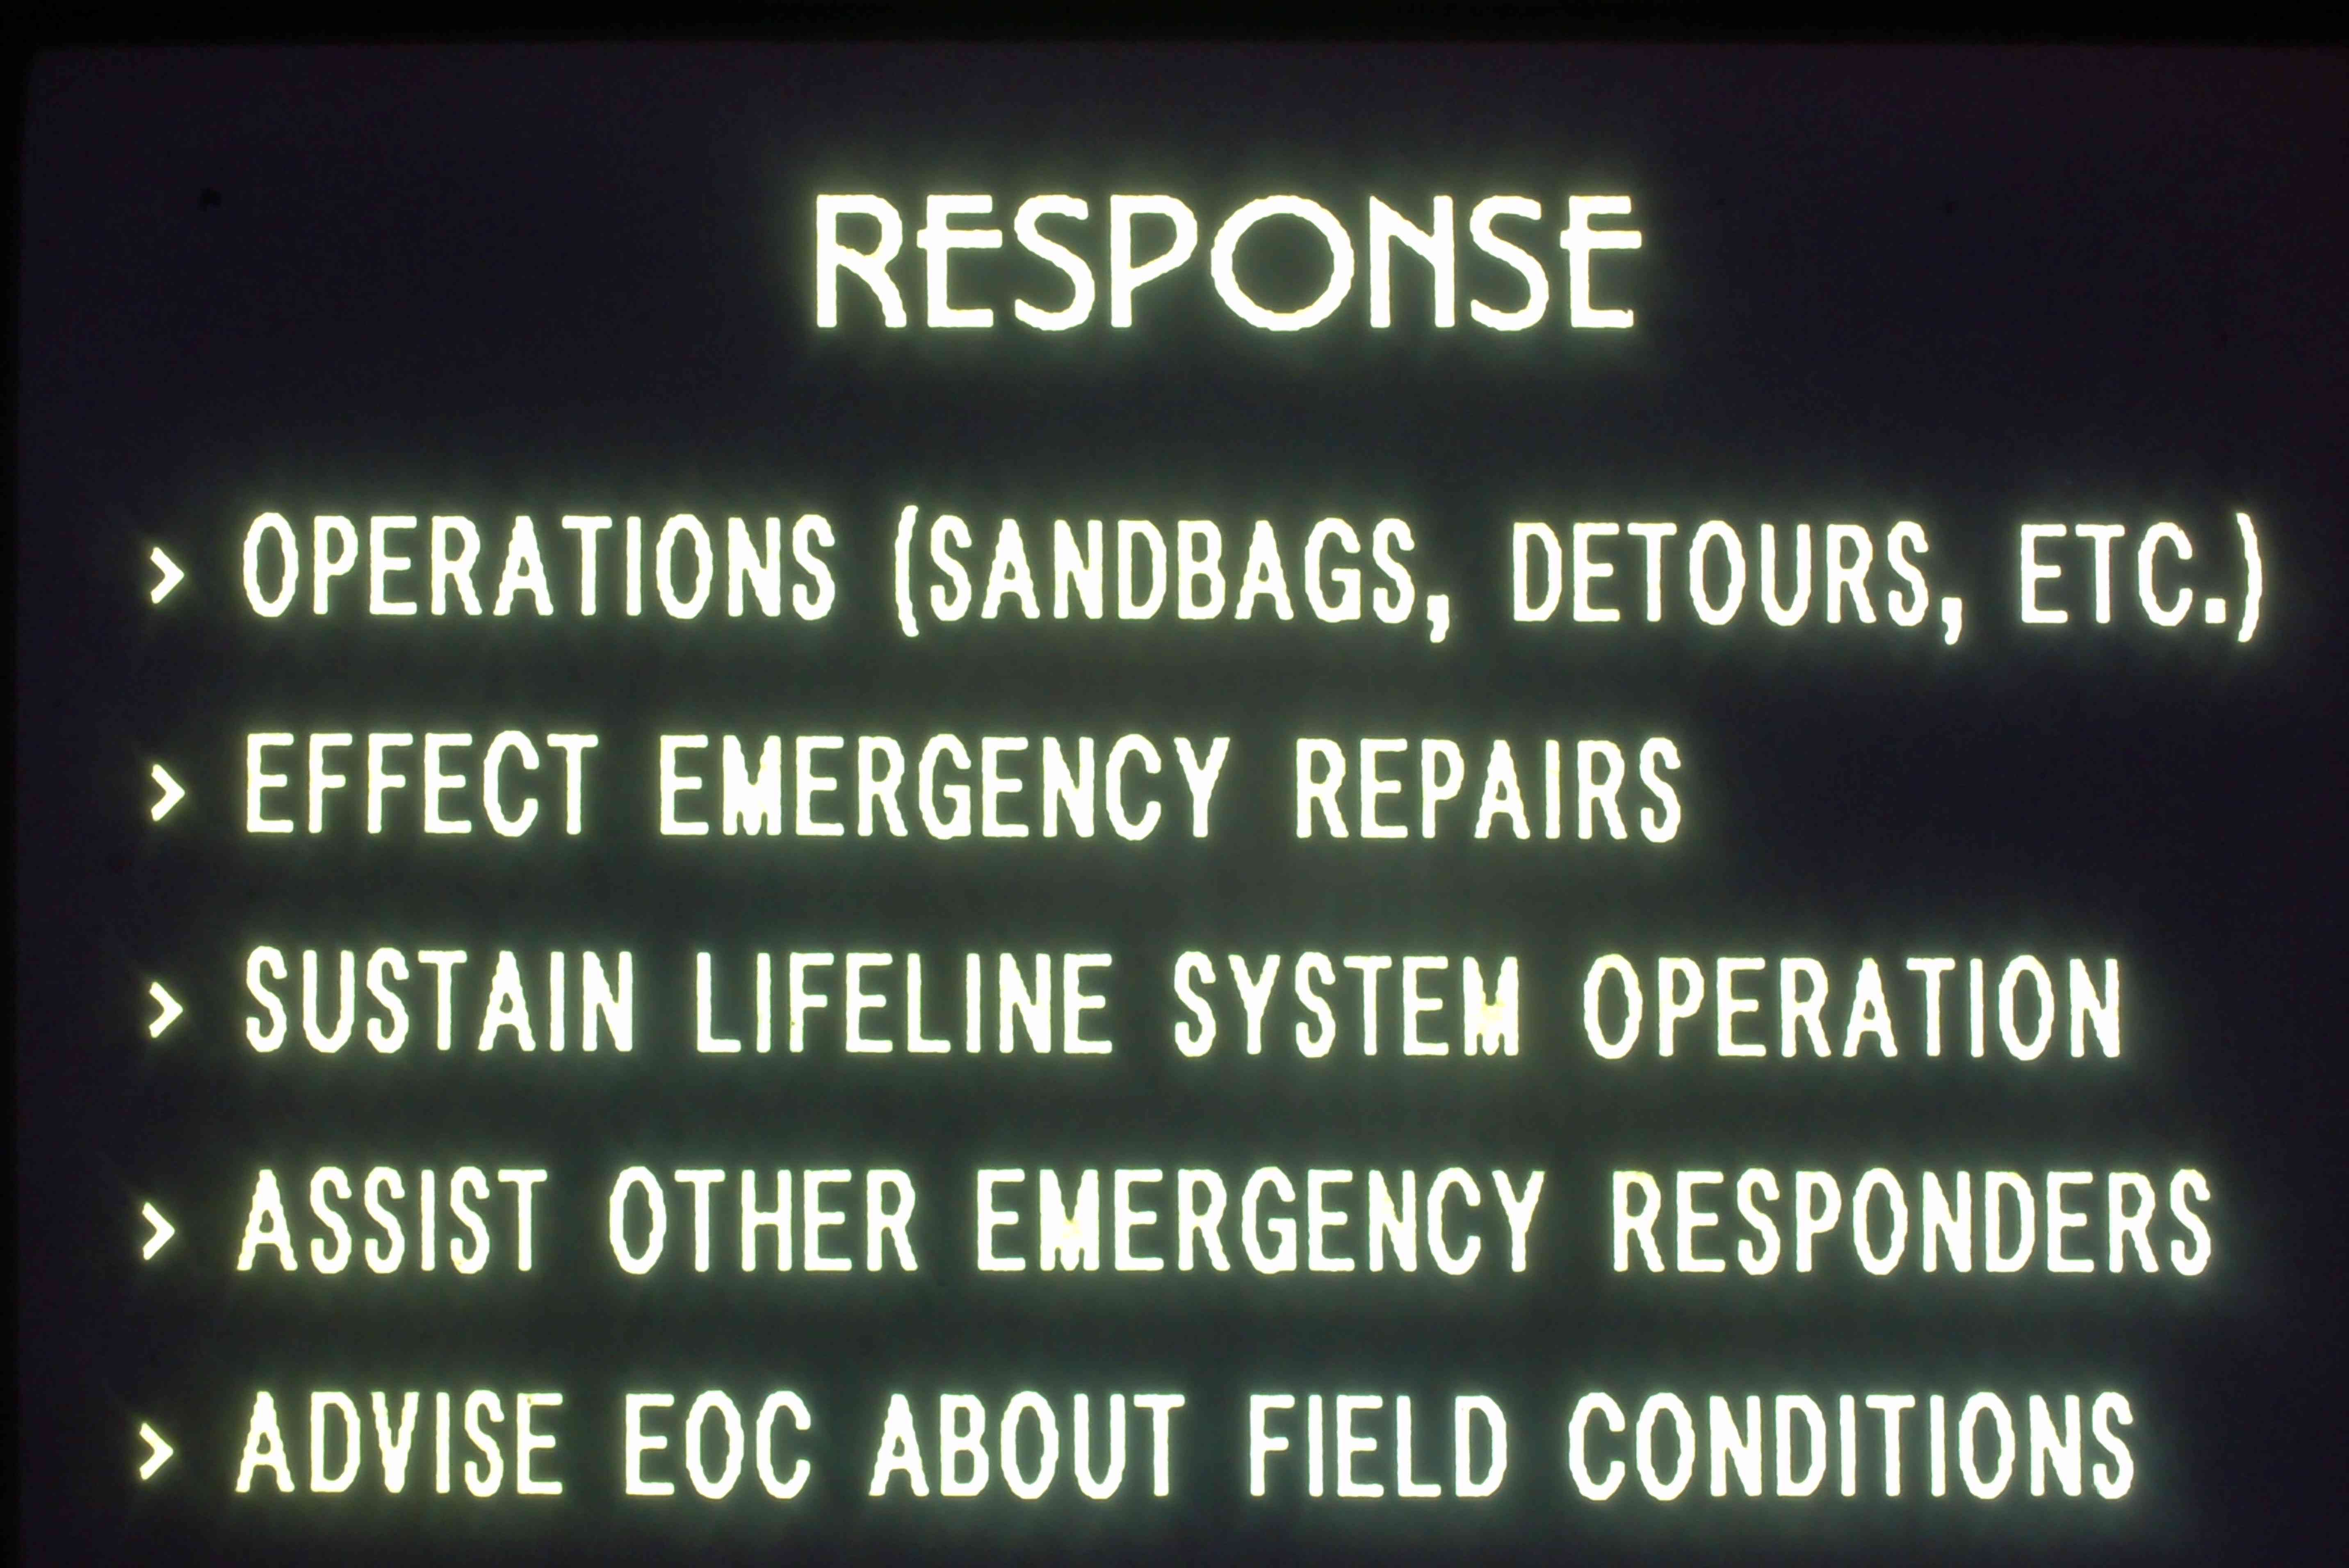 RESPONSE
> OPERATIONS (SANDBAGS, DETOURS, ETC.)
> EFFECT EMERGENCY REPAIRS
> SUSTAIN LIFELINE SYSTEM OPERATION
> ASSIST OTHER EMERGENCY RESPONDERS
> ADVISE EOC ABOUT FIELD CONDITIONS